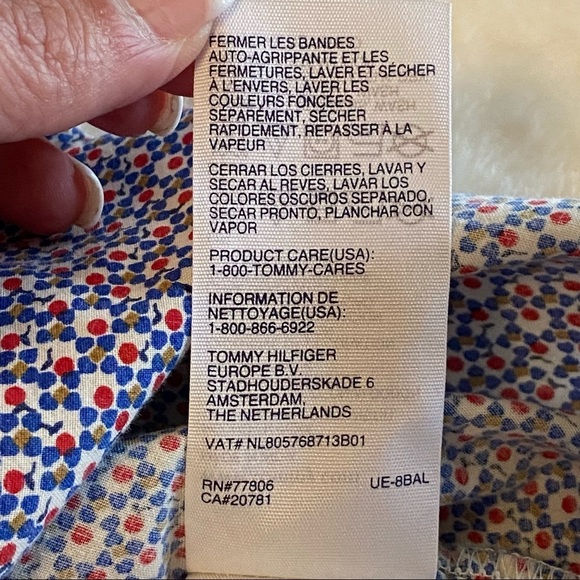 FERMER LES BANDES
AUTO-AGRIPPANTE ET LES
FERMETURES, LAVER ET SÉCHER
À L'ENVERS, LAVER LES
COULEURS FONCÉES
SÉPARÉMENT, SÉCHER
RAPIDEMENT, REPASSER À LA
VAPEUR
CERRAR LOS CIERRES, LAVAR Y
SECAR AL REVES, LAVAR LOS
COLORES OSCUROS SEPARADO,
SECAR PRONTO, PLANCHAR CON
VAPOR
PRODUCT CARE(USA):
1-800-TOMMY-CARES
INFORMATION DE
NETTOYAGE(USA):
1-800-866-6922
TOMMY HILFIGER
EUROPE B.V.
STADHOUDERSKADE 6
AMSTERDAM,
THE NETHERLANDS
VAT# NL805768713B01
RN#77806 UE-8BAL
CA#20781